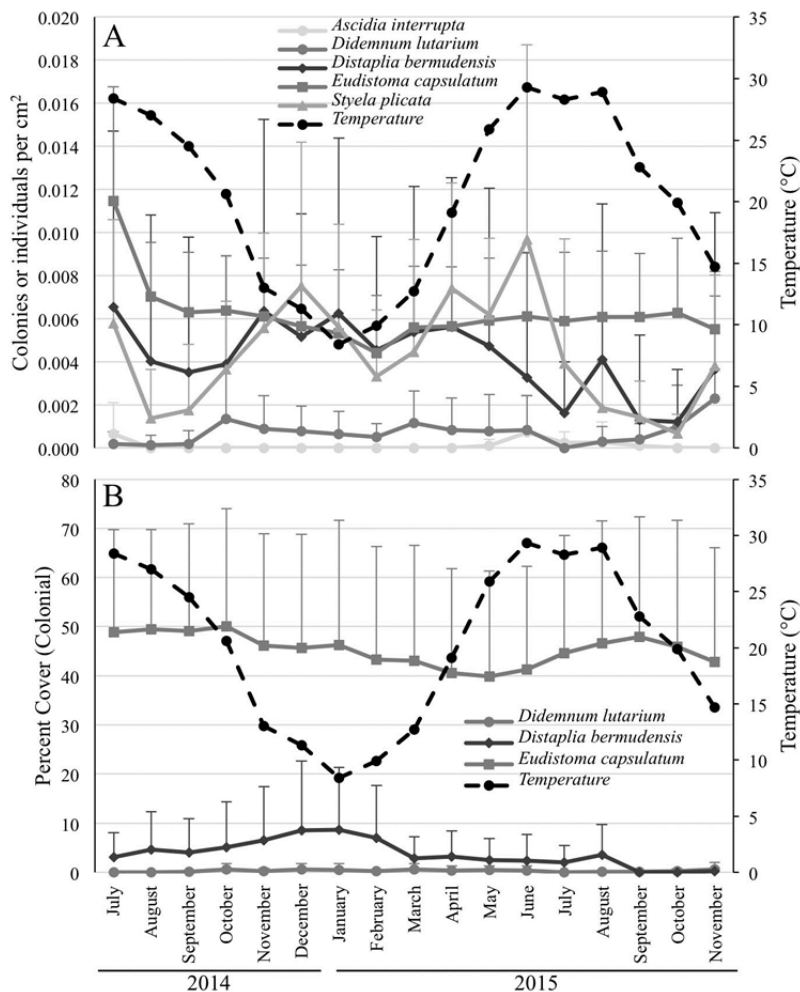 A
Ascidia interrupta
Didemnum lutarium
Distaplia bermudensis
Eudistoma capsulatum
Styela plicata
Temperature
Colonies or individuals per cm2
0.020
0.018
0.016
0.014
0.012
0.010
0.008
0.006
0.004
0.002
0.000
35
30
25
20
15
10
5
0
Temperature (°C)
B
Percent Cover (Colonial)
80
70
60
50
40
30
20
10
0
35
30
25
20
15
10
5
0
Temperature (°C)
Didemnum lutarium
Distaplia bermudensis
Eudistoma capsulatum
Temperature
July
August
September
October
November
December
January
February
March
April
May
June
July
August
September
October
November
2014
2015